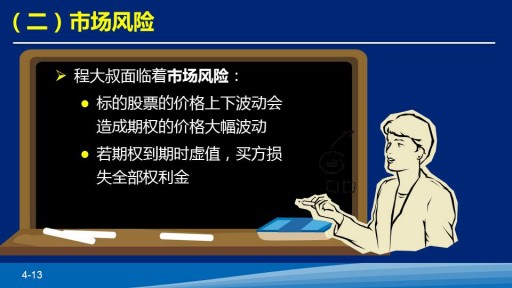 （二）市场风险
➢ 程大叔面临着市场风险：
● 标的股票的价格上下波动会
造成期权的价格大幅波动
● 若期权到期时虚值，买方损
失全部权利金
4-13